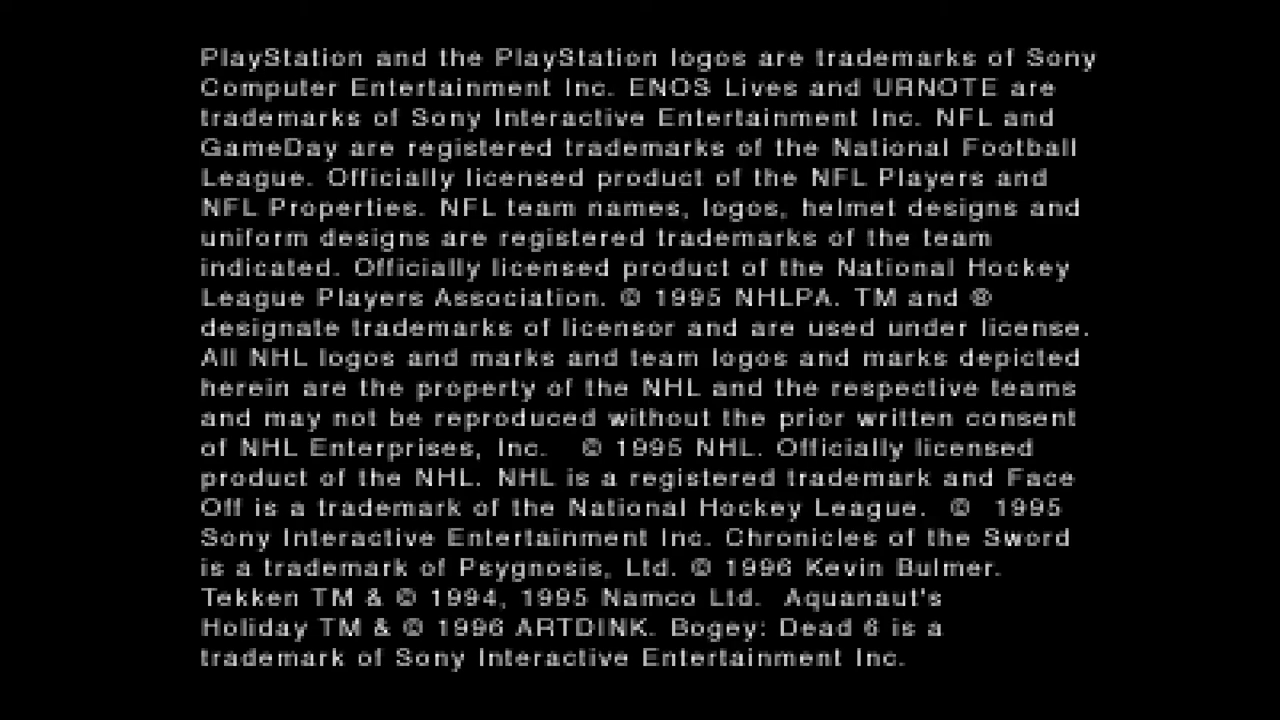 PlayStation and the PlayStation logos are trademarks of Sony
Computer Entertainment Inc. ENOS Lives and URNOTE are
trademarks of Sony Interactive Entertainment Inc. NFL and
GameDay are registered trademarks of the National Football
League. Officially licensed product of the NFL Players and
NFL Properties. NFL team names, logos, helmet designs and
uniform designs are registered trademarks of the team
indicated. Officially licensed product of the National Hockey
League Players Association. © 1995 NHLPA. TM and ®
designate trademarks of licensor and are used under license.
All NHL logos and marks and team logos and marks depicted
herein are the property of the NHL and the respective teams
and may not be reproduced without the prior written consent
of NHL Enterprises, Inc.   © 1995 NHL. Officially licensed
product of the NHL. NHL is a registered trademark and Face
Off is a trademark of the National Hockey League.  ©  1995
Sony Interactive Entertainment Inc. Chronicles of the Sword
is a trademark of Psygnosis, Ltd. © 1996 Kevin Bulmer.
Tekken TM & © 1994, 1995 Namco Ltd.  Aquanaut's
Holiday TM & © 1996 ARTDINK. Bogey: Dead 6 is a
trademark of Sony Interactive Entertainment Inc.